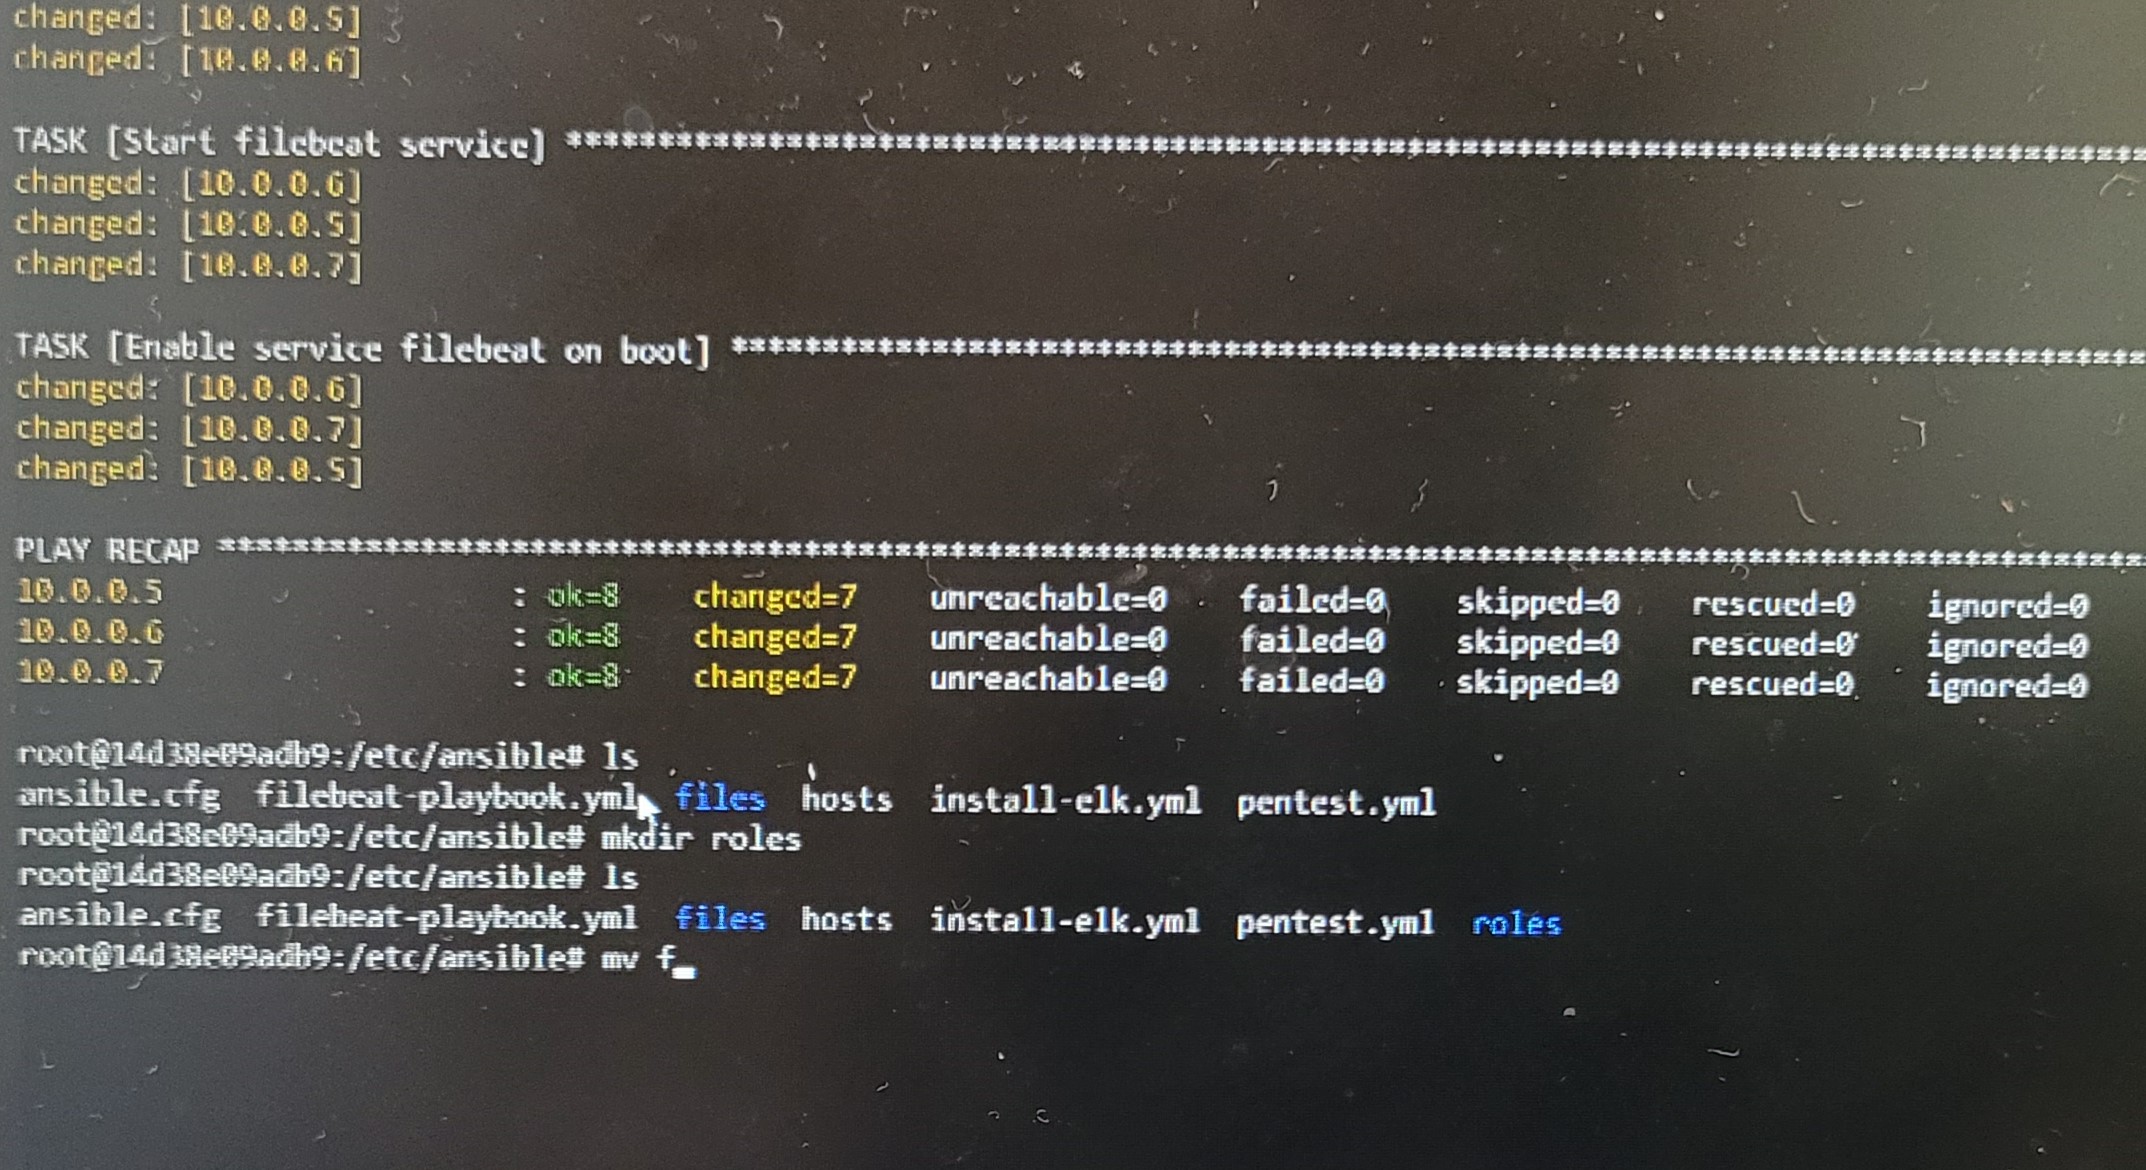 changed: [10.0.0.5]
changed: [10.0.0.6]
TASK [Start filebeat service] ****************************************************************************************
changed: [10.0.0.6]
changed: [10.0.0.5]
changed: [10.0.0.7]
TASK [Enable service filebeat on boot] *******************************************************************************
changed: [10.0.0.6]
changed: [10.0.0.7]
changed: [10.0.0.5]
PLAY RECAP ***********************************************************************************************************
10.0.0.5 : ok=8 changed=7 unreachable=0 failed=0 skipped=0 rescued=0 ignored=0
10.0.0.6 : ok=8 changed=7 unreachable=0 failed=0 skipped=0 rescued=0 ignored=0
10.0.0.7 : ok=8 changed=7 unreachable=0 failed=0 skipped=0 rescued=0 ignored=0
root@14d38e09adb9:/etc/ansible# ls
ansible.cfg filebeat-playbook.yml files hosts install-elk.yml pentest.yml
root@14d38e09adb9:/etc/ansible# mkdir roles
root@14d38e09adb9:/etc/ansible# ls
ansible.cfg filebeat-playbook.yml files hosts install-elk.yml pentest.yml roles
root@14d38e09adb9:/etc/ansible# mv f_